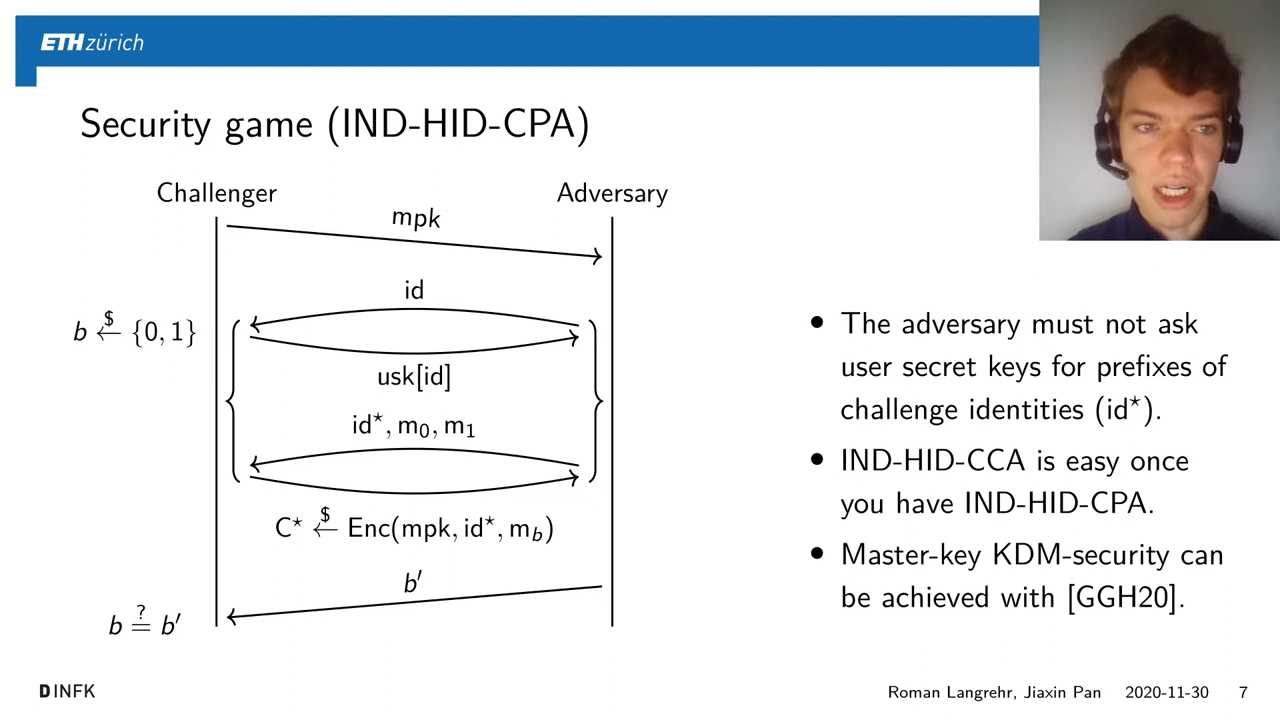 ETH zürich
Security game (IND-HID-CPA)
Challenger
Adversary
mpk
id
b ←$ {0, 1}
usk[id]
id⋆, m₀, m₁
C⋆ ←$ Enc(mpk, id⋆, m_b)
b′
b ?= b′
• The adversary must not ask
user secret keys for prefixes of
challenge identities (id⋆).
• IND-HID-CCA is easy once
you have IND-HID-CPA.
• Master-key KDM-security can
be achieved with [GGH20].
D INFK
Roman Langrehr, Jiaxin Pan 2020-11-30 7